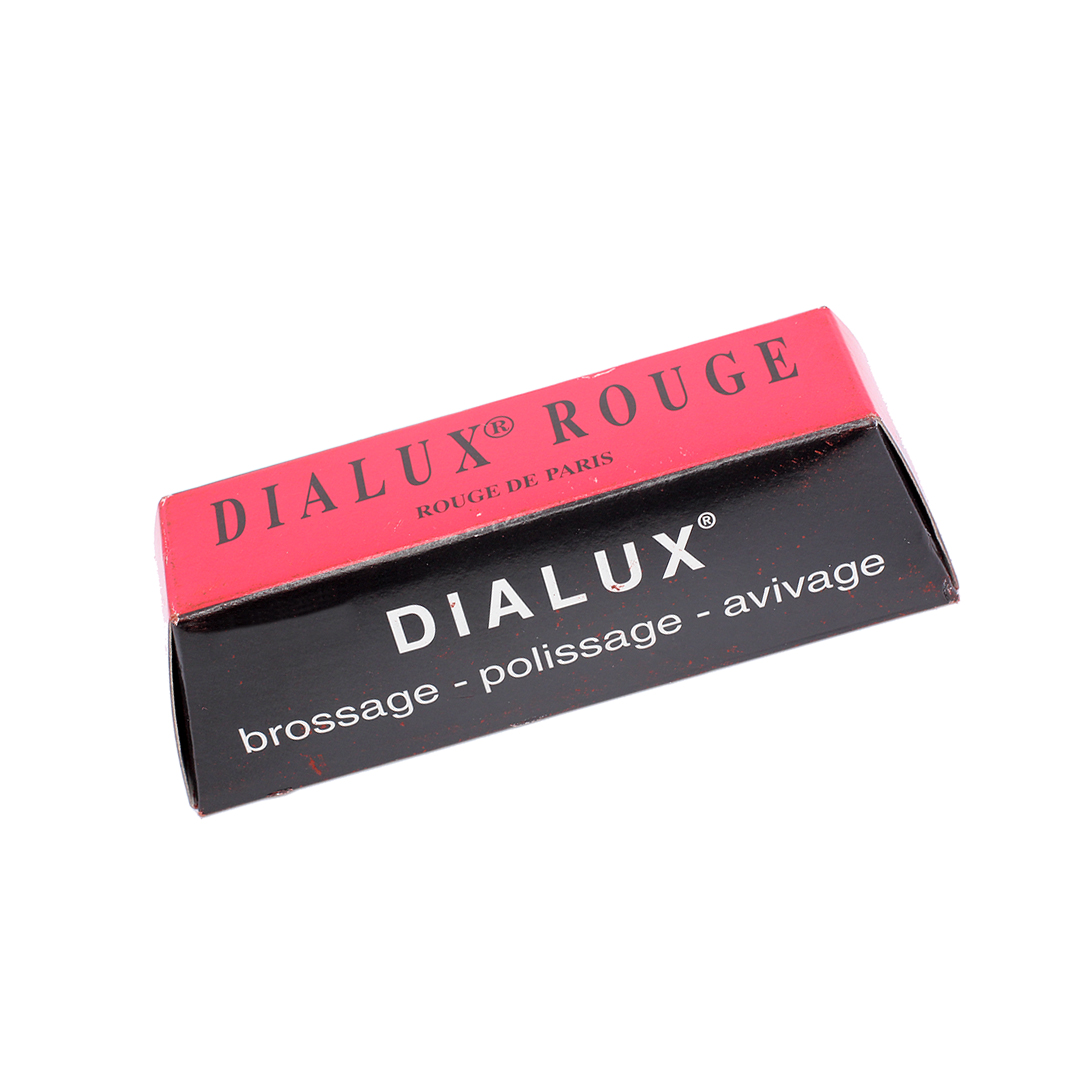 DIALUX® ROUGE
ROUGE DE PARIS
DIALUX®
brossage - polissage - avivage